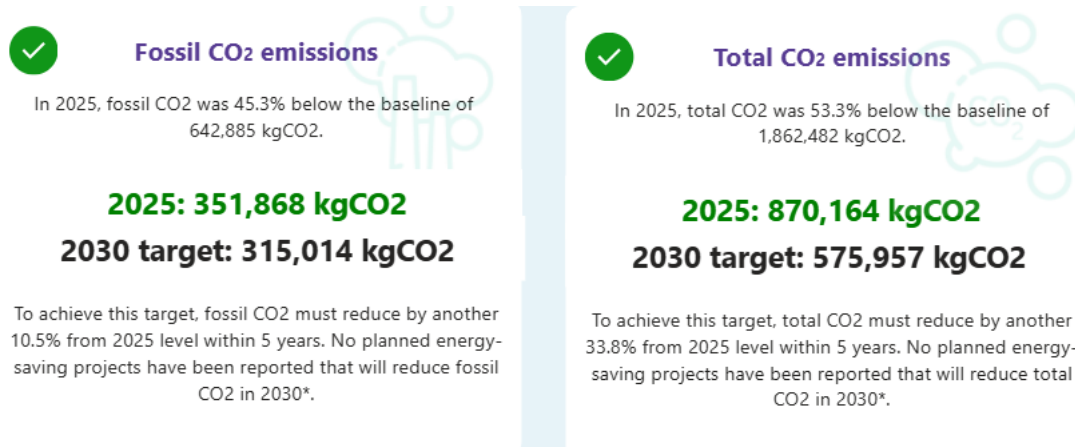 Fossil CO2 emissions
In 2025, fossil CO2 was 45.3% below the baseline of
642,885 kgCO2.
2025: 351,868 kgCO2
2030 target: 315,014 kgCO2
To achieve this target, fossil CO2 must reduce by another
10.5% from 2025 level within 5 years. No planned energy-
saving projects have been reported that will reduce fossil
CO2 in 2030*.
Total CO2 emissions
In 2025, total CO2 was 53.3% below the baseline of
1,862,482 kgCO2.
CO2
2025: 870,164 kgCO2
2030 target: 575,957 kgCO2
To achieve this target, total CO2 must reduce by another
33.8% from 2025 level within 5 years. No planned energy-
saving projects have been reported that will reduce total
CO2 in 2030*.